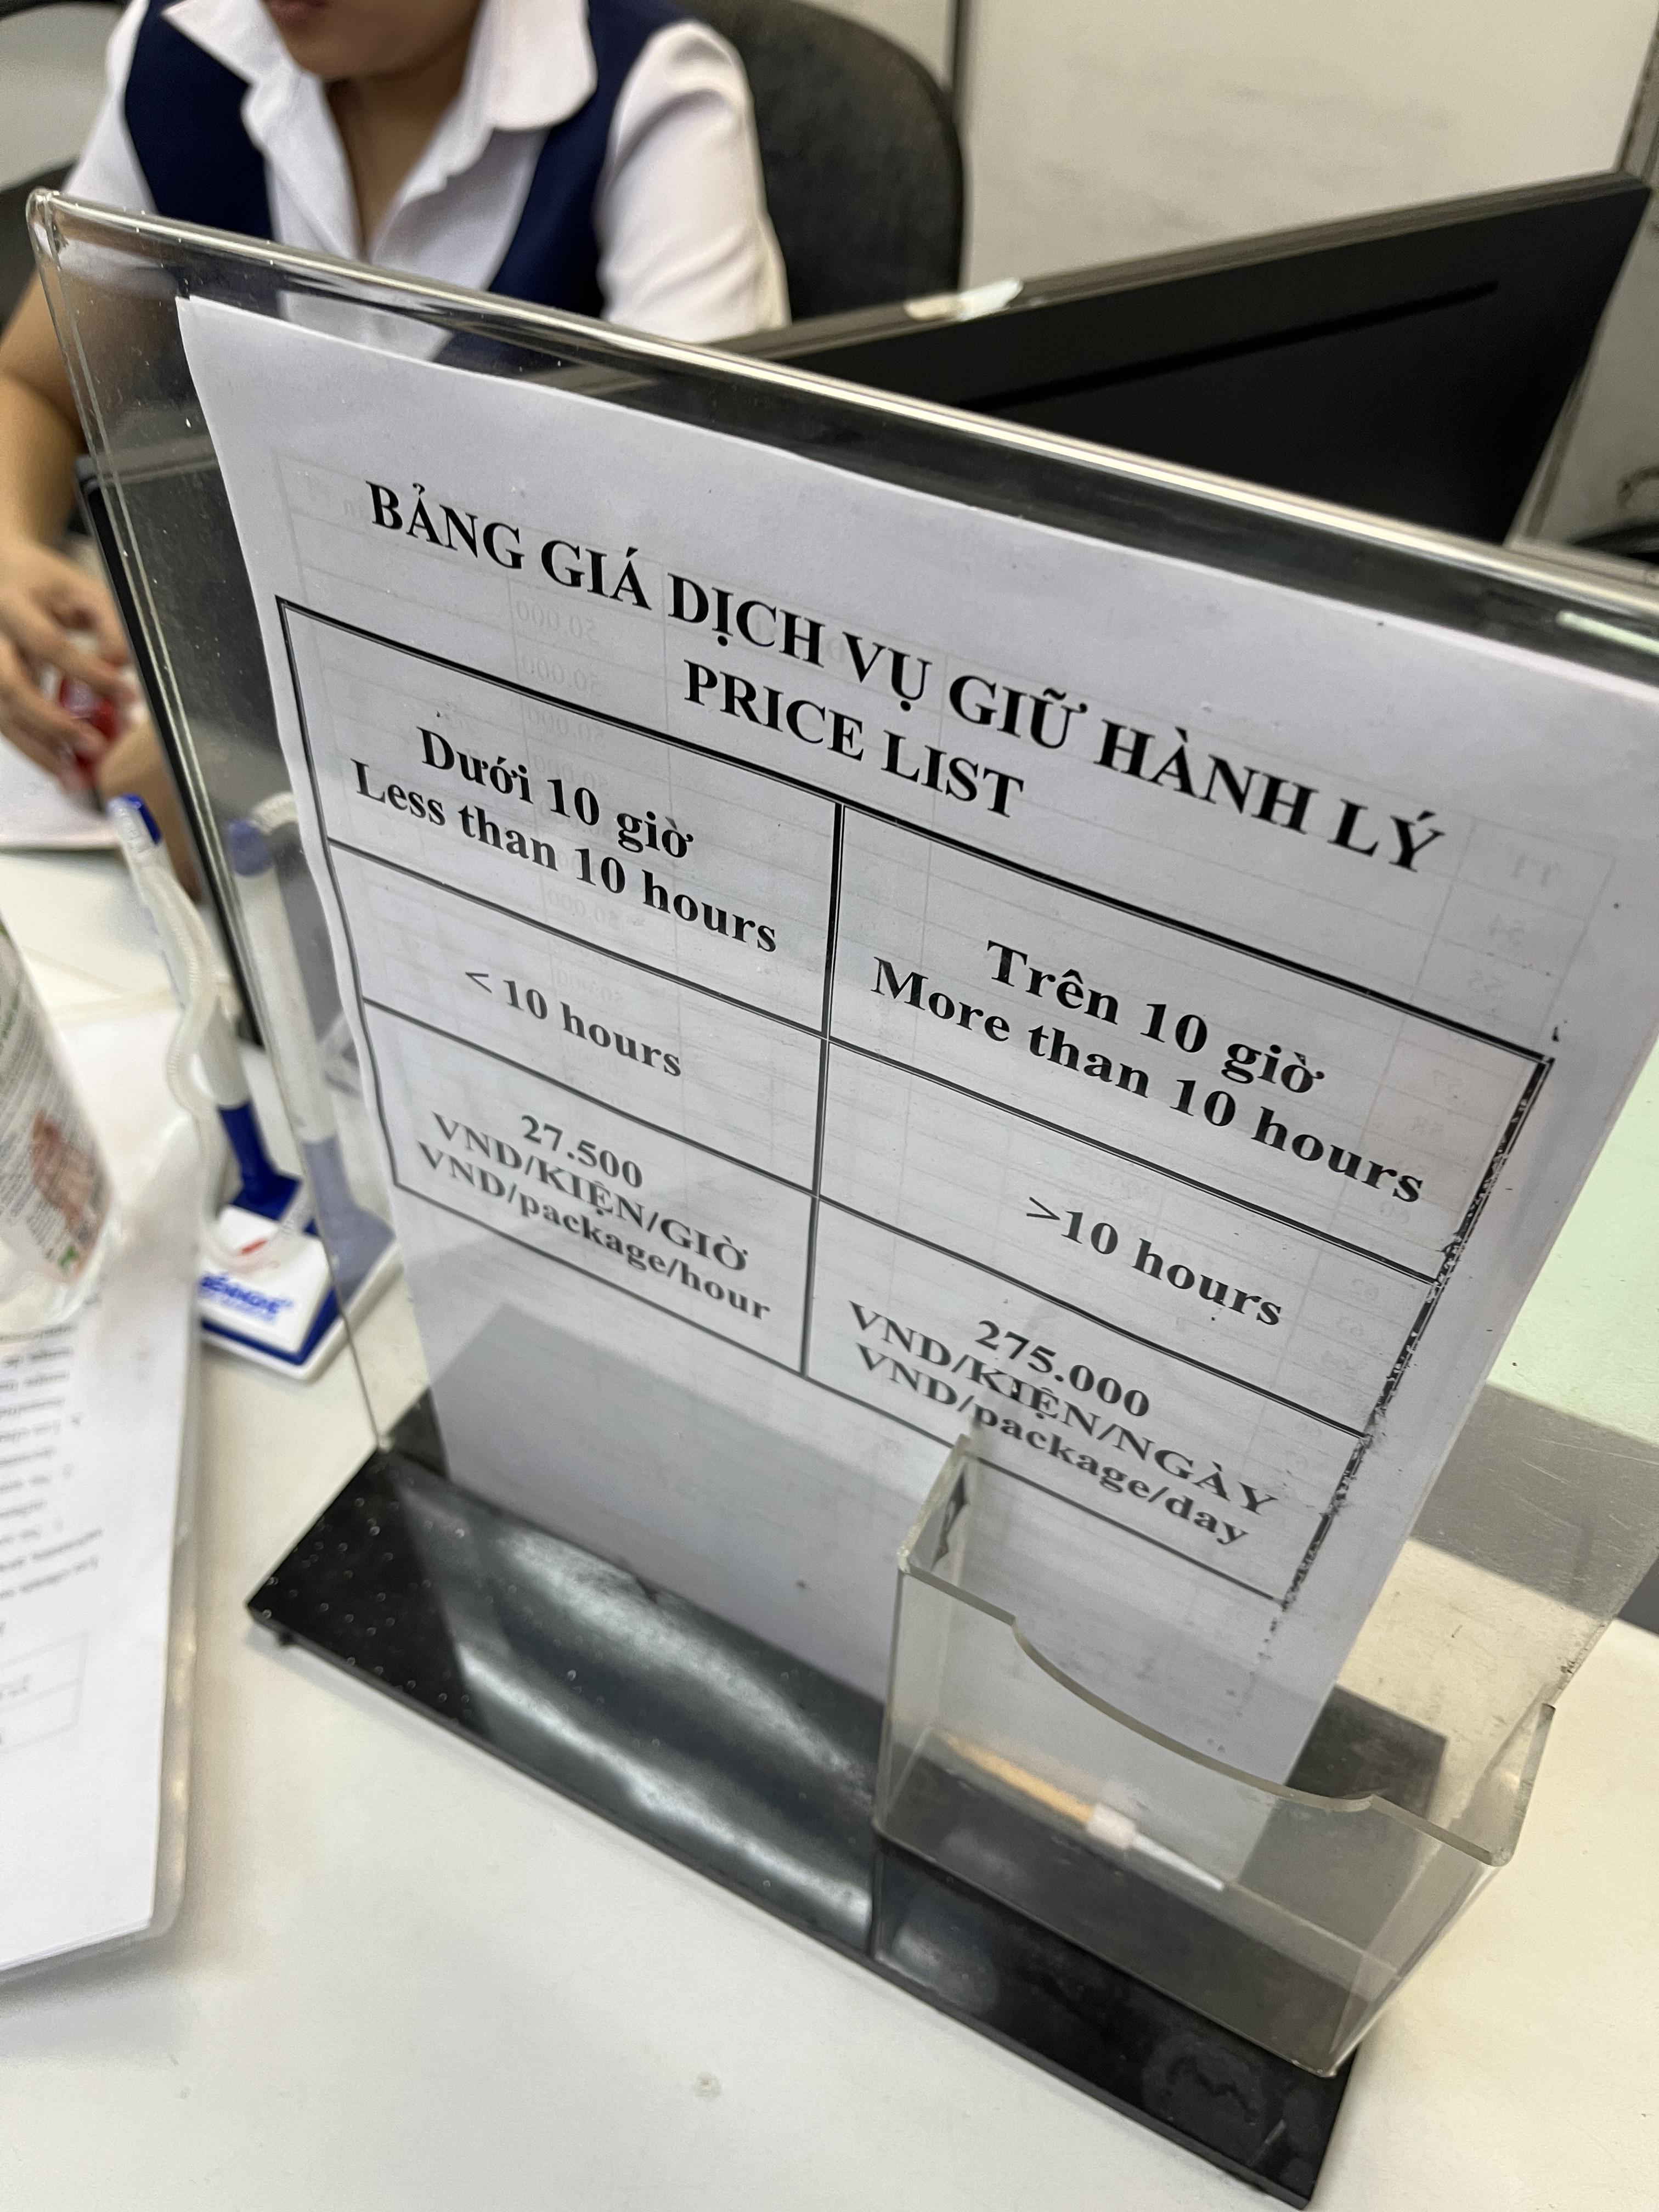 BẢNG GIÁ DỊCH VỤ GIỮ HÀNH LÝ
PRICE LIST
Dưới 10 giờ
Less than 10 hours
Trên 10 giờ
More than 10 hours
< 10 hours
>10 hours
27.500
VND/KIỆN/GIỜ
VND/package/hour
275.000
VND/KIỆN/NGÀY
VND/package/day